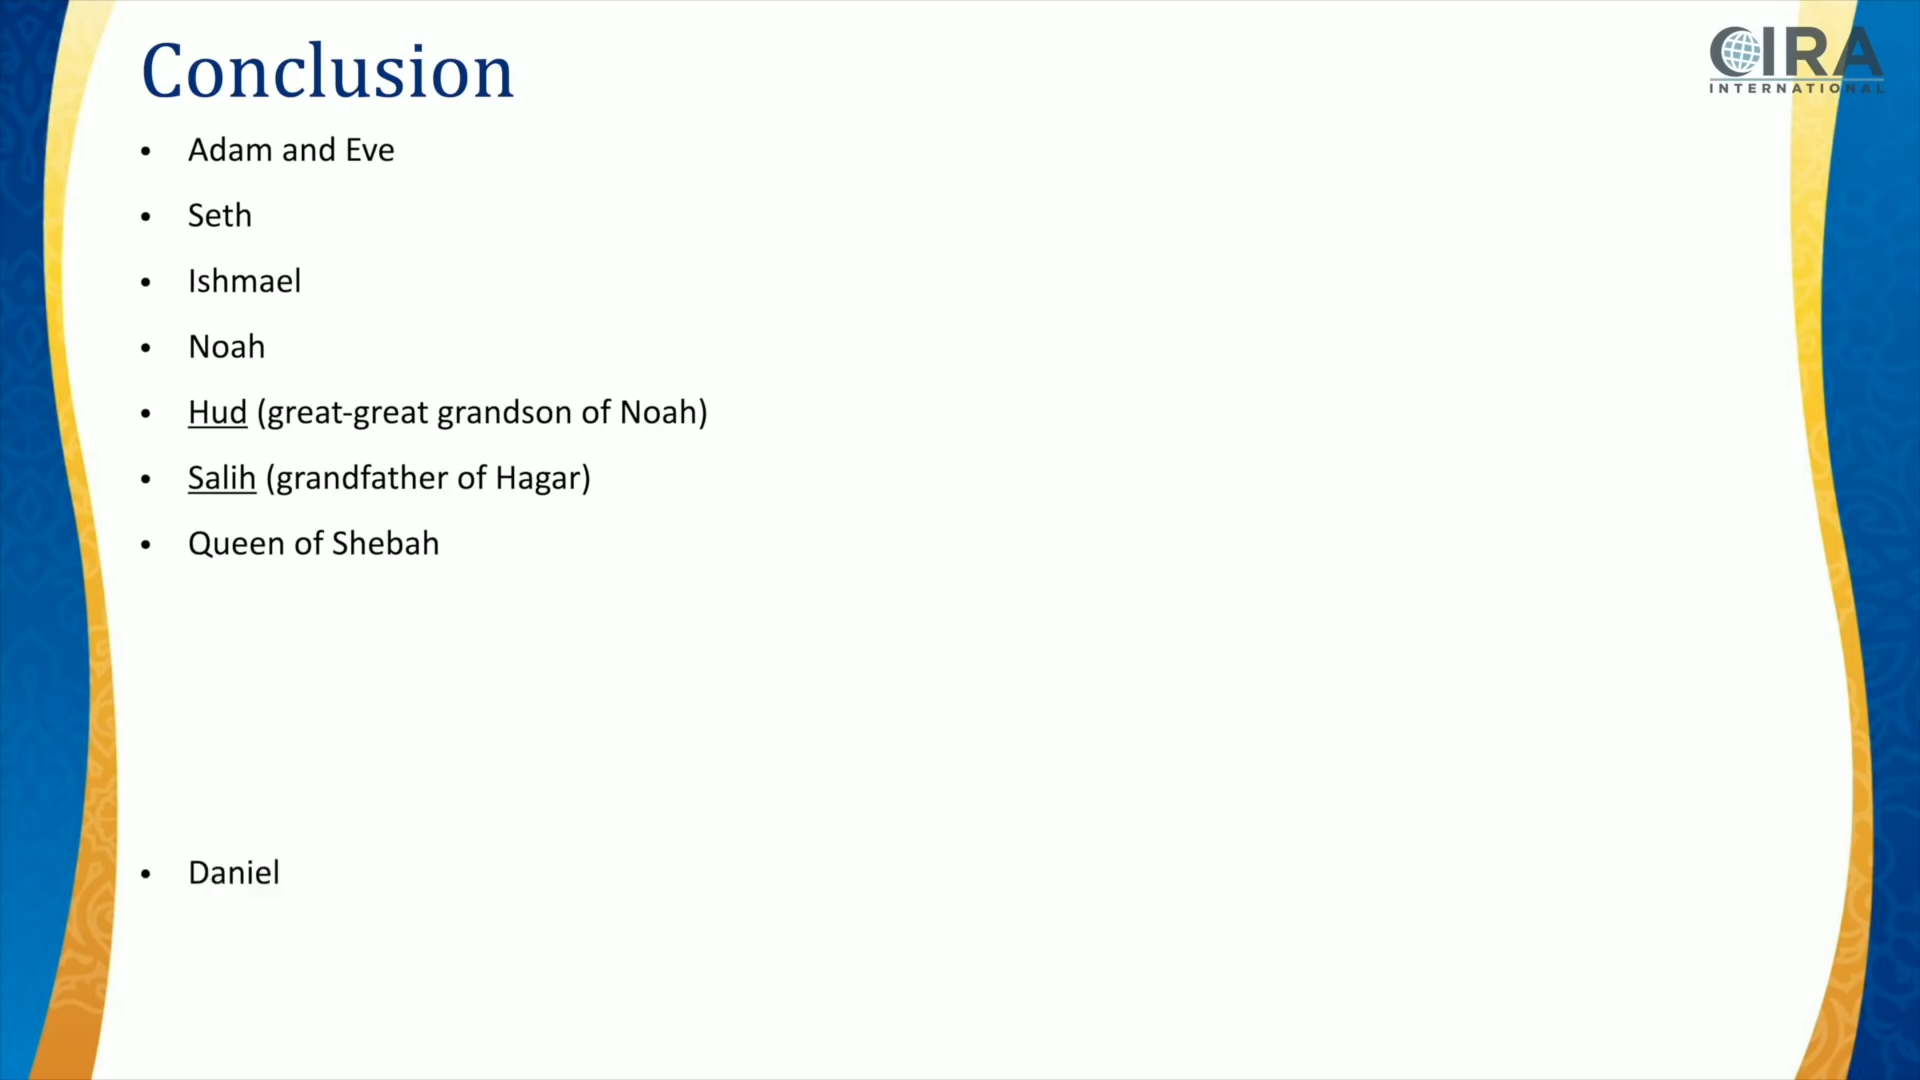 Conclusion
CIRA
INTERNATIONAL
• Adam and Eve
• Seth
• Ishmael
• Noah
• Hud (great-great grandson of Noah)
• Salih (grandfather of Hagar)
• Queen of Shebah
• Daniel